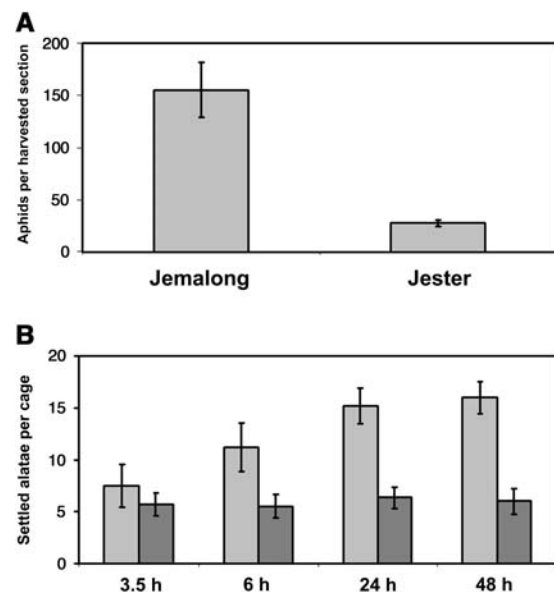 A
Aphids per harvested section
200
150
100
50
0
Jemalong Jester
B
Settled alatae per cage
20
15
10
5
0
3.5 h 6 h 24 h 48 h